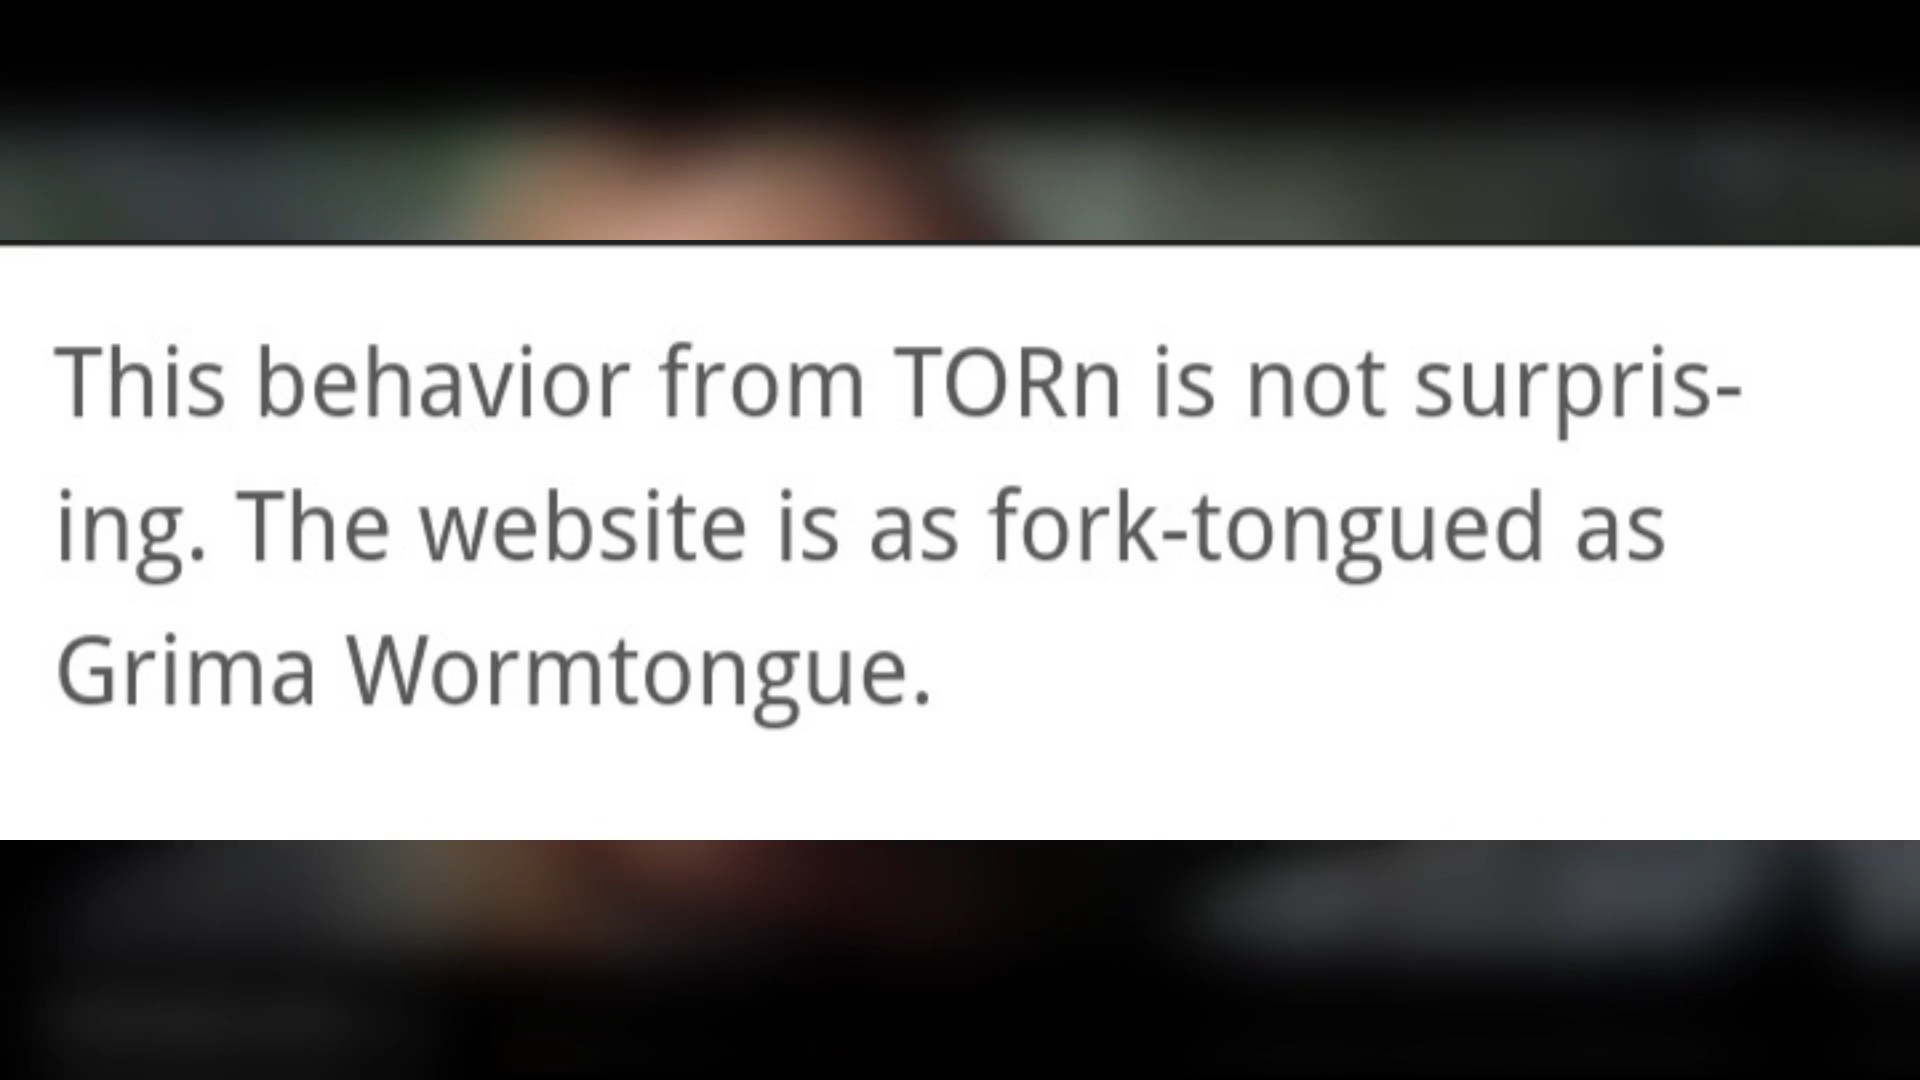 This behavior from TORn is not surpris-
ing. The website is as fork-tongued as
Grima Wormtongue.